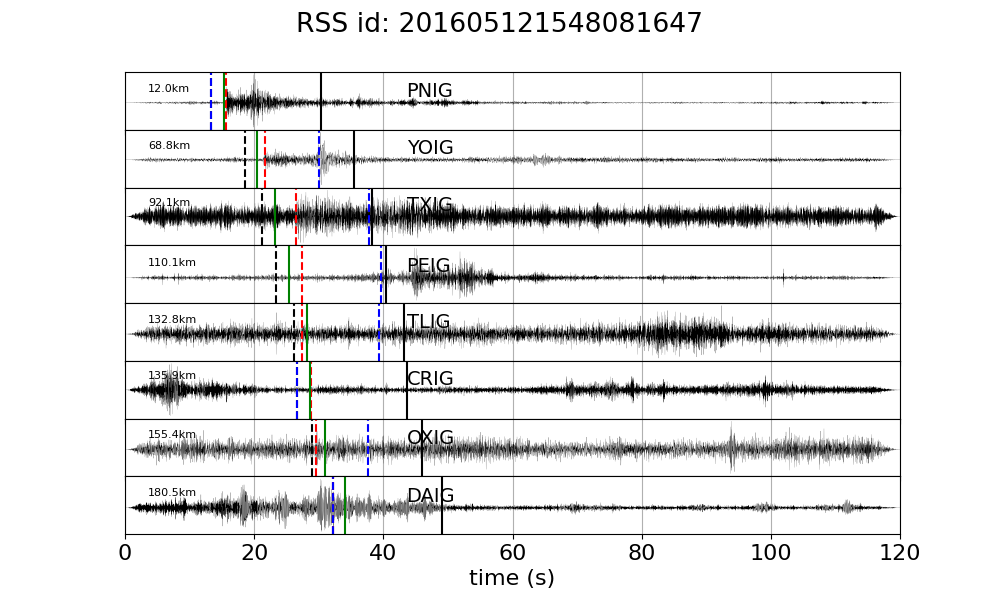 RSS id: 201605121548081647
12.0km PNIG
68.8km YOIG
92.1km TXIG
110.1km PEIG
132.8km TLIG
135.9km CRIG
155.4km OXIG
180.5km DAIG
0 20 40 60 80 100 120
time (s)